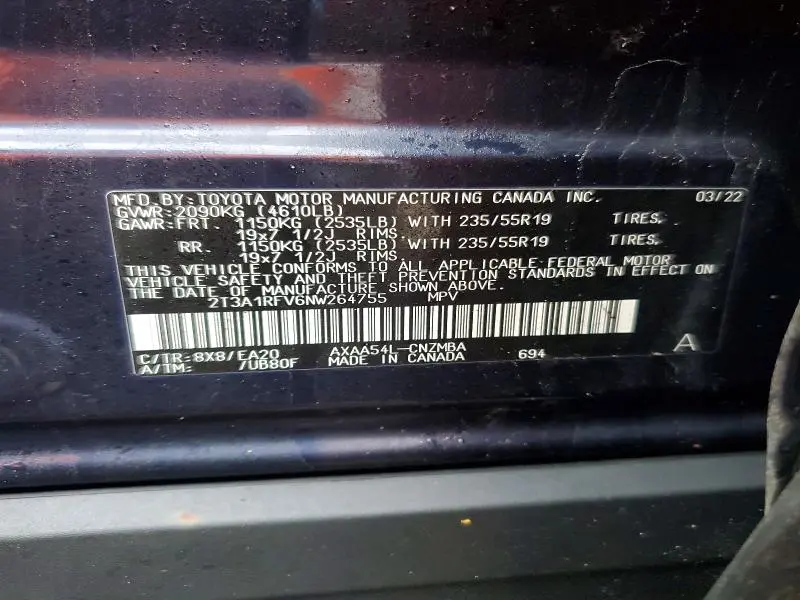 MFD. BY: TOYOTA MOTOR MANUFACTURING CANADA INC. 03/22
GVWR: 2090KG (4610LB)
GAWR: FRT. 1150KG (2535LB) WITH 235/55R19 TIRES,
19x7 1/2J RIMS,
RR. 1150KG (2535LB) WITH 235/55R19 TIRES,
19x7 1/2J RIMS.
THIS VEHICLE CONFORMS TO ALL APPLICABLE FEDERAL MOTOR
VEHICLE SAFETY AND THEFT PREVENTION STANDARDS IN EFFECT ON
THE DATE OF MANUFACTURE SHOWN ABOVE.
2T3A1RFV6NW264755 MPV
C/TR: 8X8/EA20 AXAA54L-CNZMBA 694 A
A/TM: /UB80F MADE IN CANADA